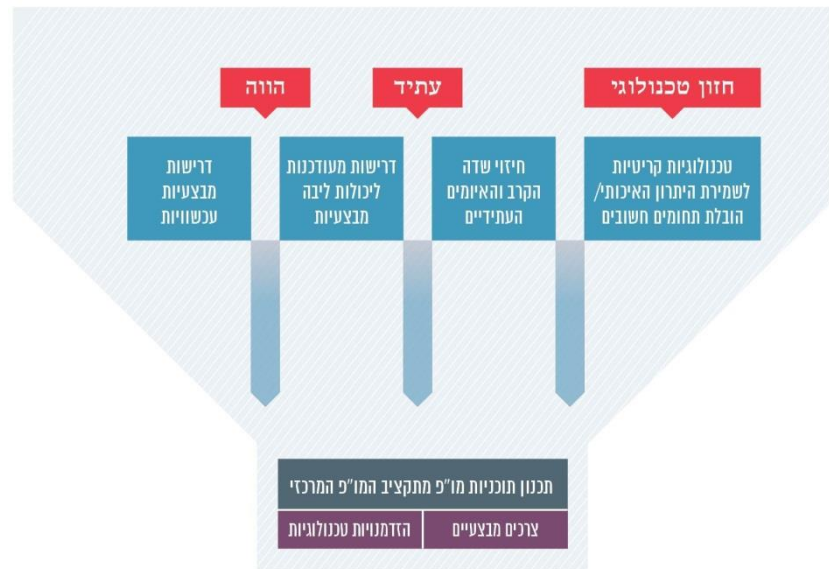 חזון טכנולוגי
עתיד
הווה
טכנולוגיות קריטיות
לשמירת היתרון האיכותי/
הובלת תחומים חשובים
חיזוי שדה
הקרב והאיומים
העתידיים
דרישות מעודכנות
ליכולות ליבה
מבצעיות
דרישות
מבצעיות
עכשוויות
תכנון תוכניות מו"פ מתקציב המו"פ המרכזי
צרכים מבצעיים
הזדמנויות טכנולוגיות